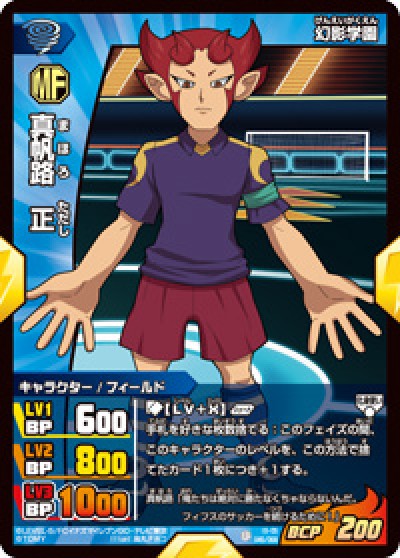 げんえいがくえん
幻影学園
MF
真帆路 正
まほろ ただし
キャラクター / フィールド
LV1 BP 600
LV2 BP 800
LV3 BP 1000
[LV+X]
手札を好きな枚数捨てる:このフェイズの間、
このキャラクターのレベルを、この方法で捨
てたカード1枚につき+1する。
真帆路「俺たちは絶対に勝たなくちゃならないんだ…
フィフスのサッカーを続けるために…」
©TOMY
BCP 200